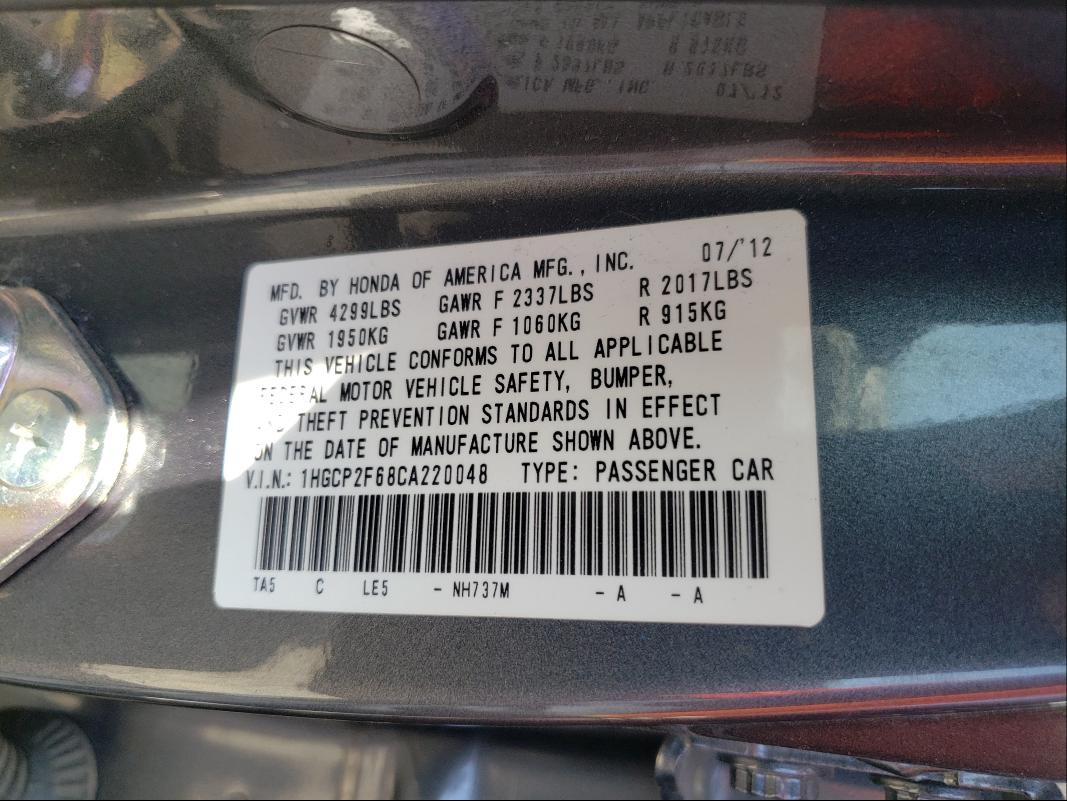 MFD. BY HONDA OF AMERICA MFG., INC. 07/'12
GVWR 4299LBS GAWR F 2337LBS R 2017LBS
GVWR 1950KG GAWR F 1060KG R 915KG
THIS VEHICLE CONFORMS TO ALL APPLICABLE
FEDERAL MOTOR VEHICLE SAFETY, BUMPER,
AND THEFT PREVENTION STANDARDS IN EFFECT
ON THE DATE OF MANUFACTURE SHOWN ABOVE.
V.I.N.: 1HGCP2F68CA220048 TYPE: PASSENGER CAR
TA5 C LE5 - NH737M - A - A